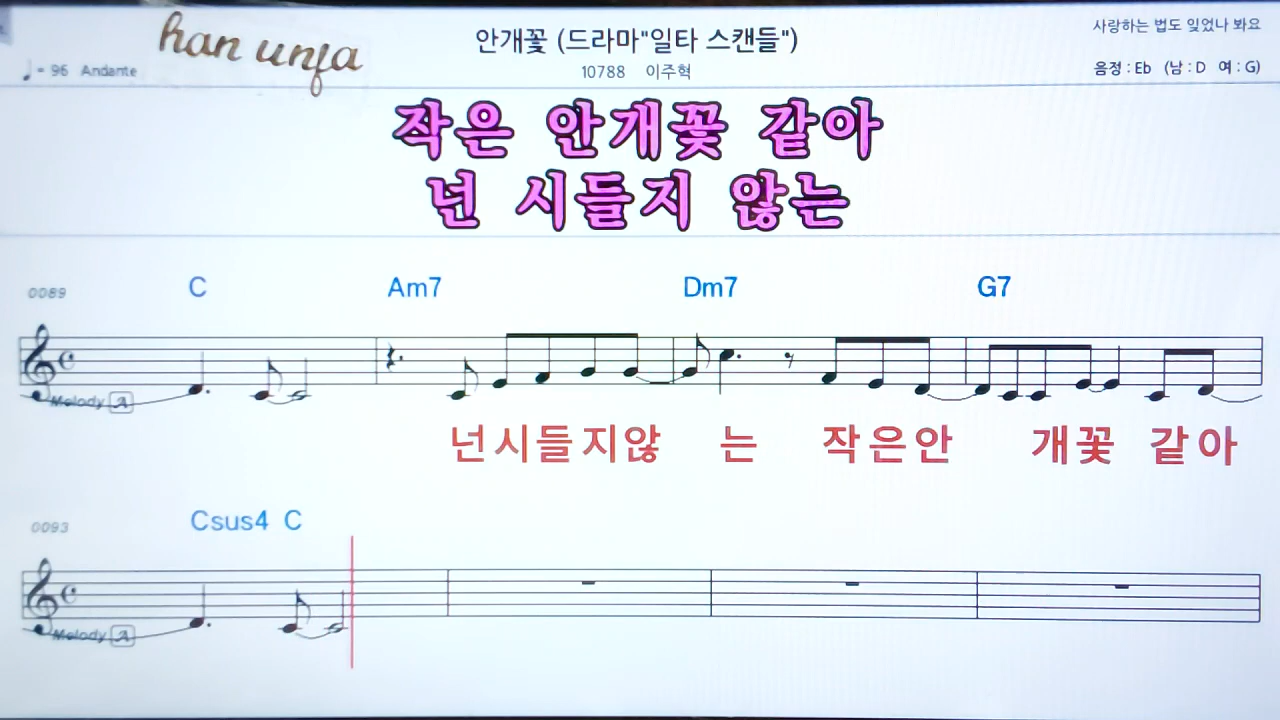 han unja
안개꽃 (드라마"일타 스캔들")
사랑하는 법도 잊었나 봐요
♩= 96 Andante
10788 이주혁
음정 : Eb (남 : D 여 : G)
작은 안개꽃 같아
넌 시들지 않는
0089 C Am7 Dm7 G7
Melody A
넌시들지않 는 작은안 개꽃 같아
0093 Csus4 C
Melody A